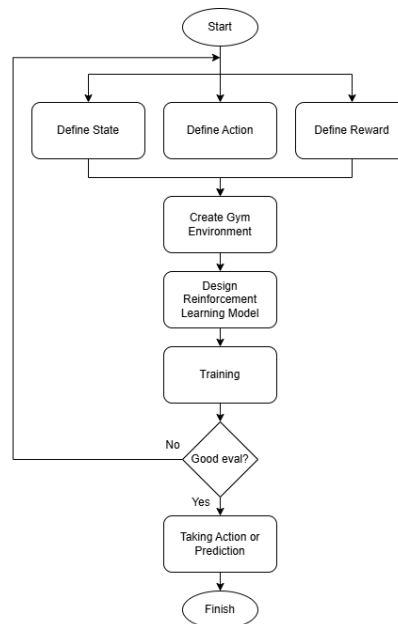 Start
Define State
Define Action
Define Reward
Create Gym
Environment
Design
Reinforcement
Learning Model
Training
No
Good eval?
Yes
Taking Action or
Prediction
Finish